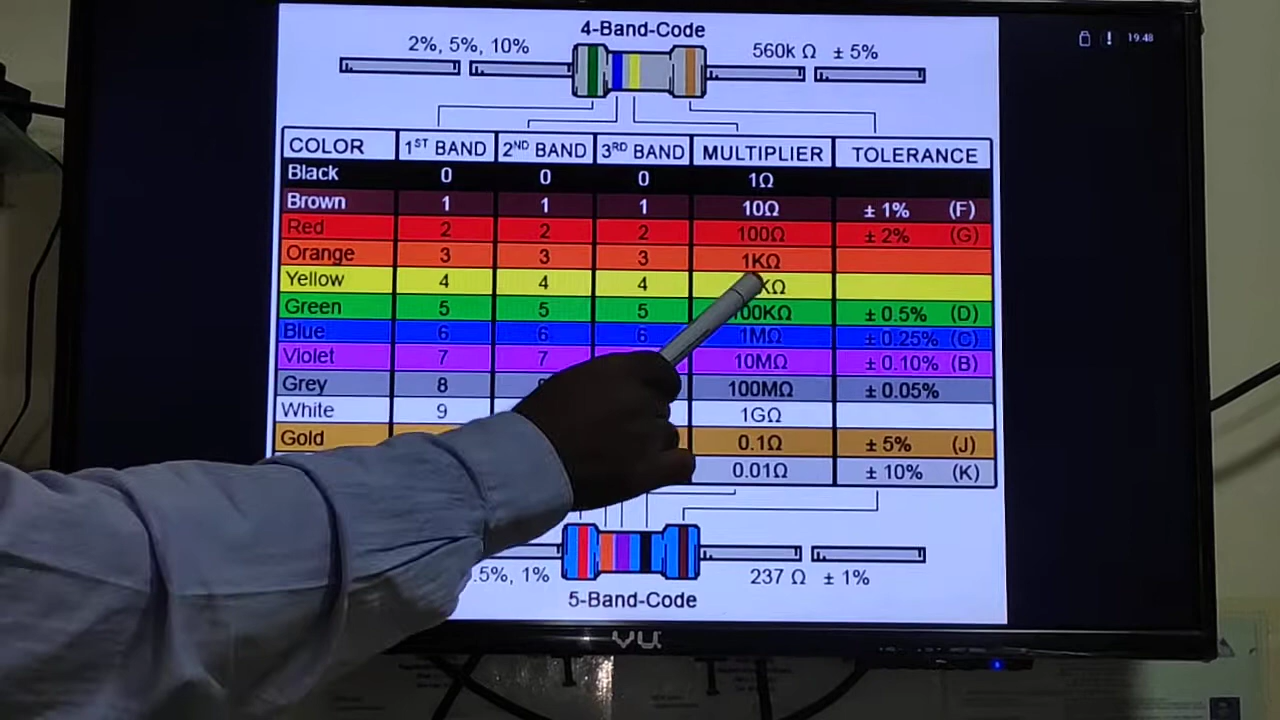 4-Band-Code
2%, 5%, 10%
560k Ω ± 5%
19.48
COLOR 1ST BAND 2ND BAND 3RD BAND MULTIPLIER TOLERANCE
Black 0 0 0 1Ω
Brown 1 1 1 10Ω ± 1% (F)
Red 2 2 2 100Ω ± 2% (G)
Orange 3 3 3 1KΩ
Yellow 4 4 4 KΩ
Green 5 5 5 00KΩ ± 0.5% (D)
Blue 6 6 6 1MΩ ± 0.25% (C)
Violet 7 7 10MΩ ± 0.10% (B)
Grey 8 100MΩ ± 0.05%
White 9 1GΩ
Gold 0.1Ω ± 5% (J)
0.01Ω ± 10% (K)
.5%, 1%
237 Ω ± 1%
5-Band-Code
VU